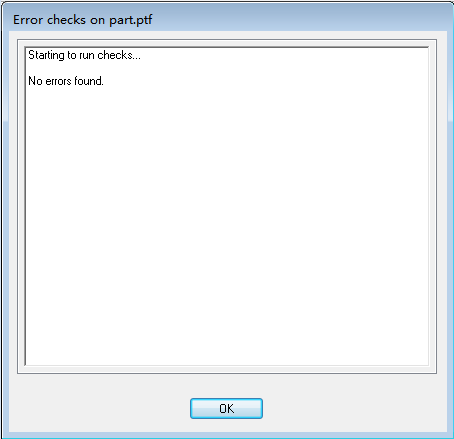 Error checks on part.ptf
Starting to run checks...
No errors found.
OK